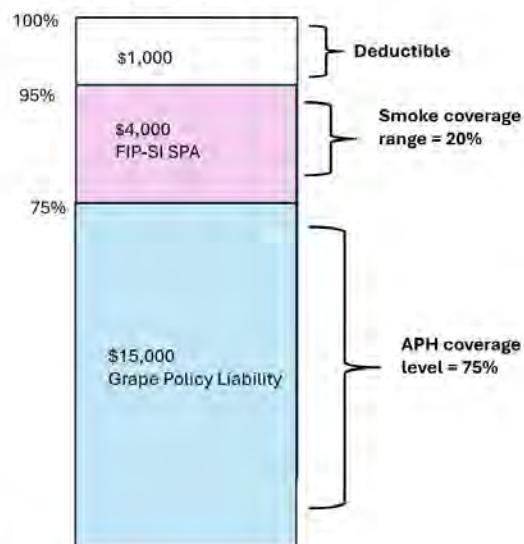 100%
$1,000
Deductible
95%
$4,000
FIP-SI SPA
Smoke coverage
range = 20%
75%
$15,000
Grape Policy Liability
APH coverage
level = 75%